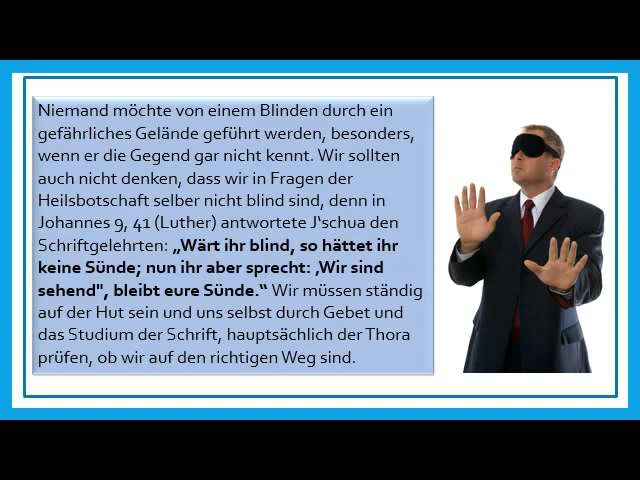 Niemand möchte von einem Blinden durch ein
gefährliches Gelände geführt werden, besonders,
wenn er die Gegend gar nicht kennt. Wir sollten
auch nicht denken, dass wir in Fragen der
Heilsbotschaft selber nicht blind sind, denn in
Johannes 9, 41 (Luther) antwortete J‘schua den
Schriftgelehrten: „Wärt ihr blind, so hättet ihr
keine Sünde; nun ihr aber sprecht: ‚Wir sind
sehend", bleibt eure Sünde.“ Wir müssen ständig
auf der Hut sein und uns selbst durch Gebet und
das Studium der Schrift, hauptsächlich der Thora
prüfen, ob wir auf den richtigen Weg sind.